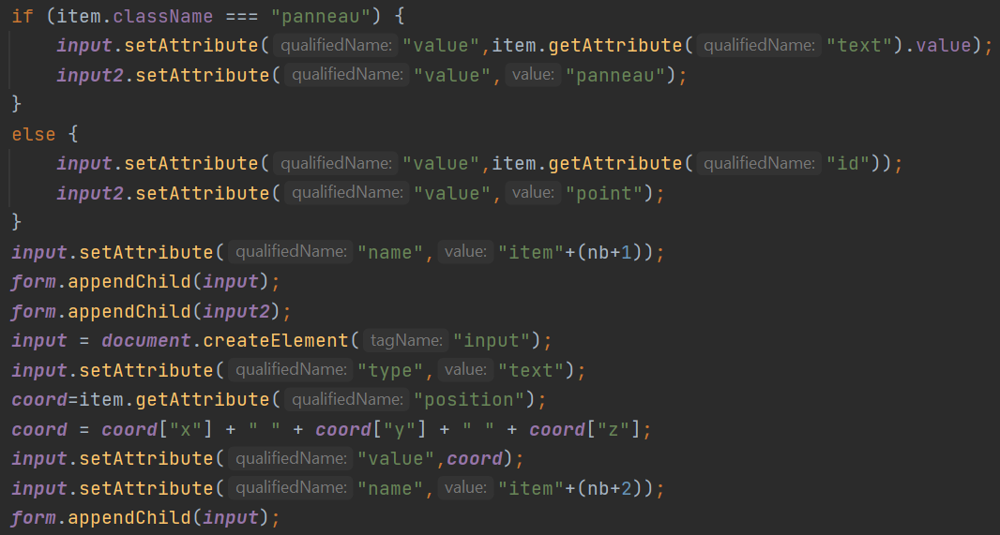 if (item.className === "panneau") {
    input.setAttribute( qualifiedName: "value",item.getAttribute( qualifiedName: "text").value);
    input2.setAttribute( qualifiedName: "value", value: "panneau");
}
else {
    input.setAttribute( qualifiedName: "value",item.getAttribute( qualifiedName: "id"));
    input2.setAttribute( qualifiedName: "value", value: "point");
}
input.setAttribute( qualifiedName: "name", value: "item"+(nb+1));
form.appendChild(input);
form.appendChild(input2);
input = document.createElement( tagName: "input");
input.setAttribute( qualifiedName: "type", value: "text");
coord=item.getAttribute( qualifiedName: "position");
coord = coord["x"] + " " + coord["y"] + " " + coord["z"];
input.setAttribute( qualifiedName: "value",coord);
input.setAttribute( qualifiedName: "name", value: "item"+(nb+2));
form.appendChild(input);